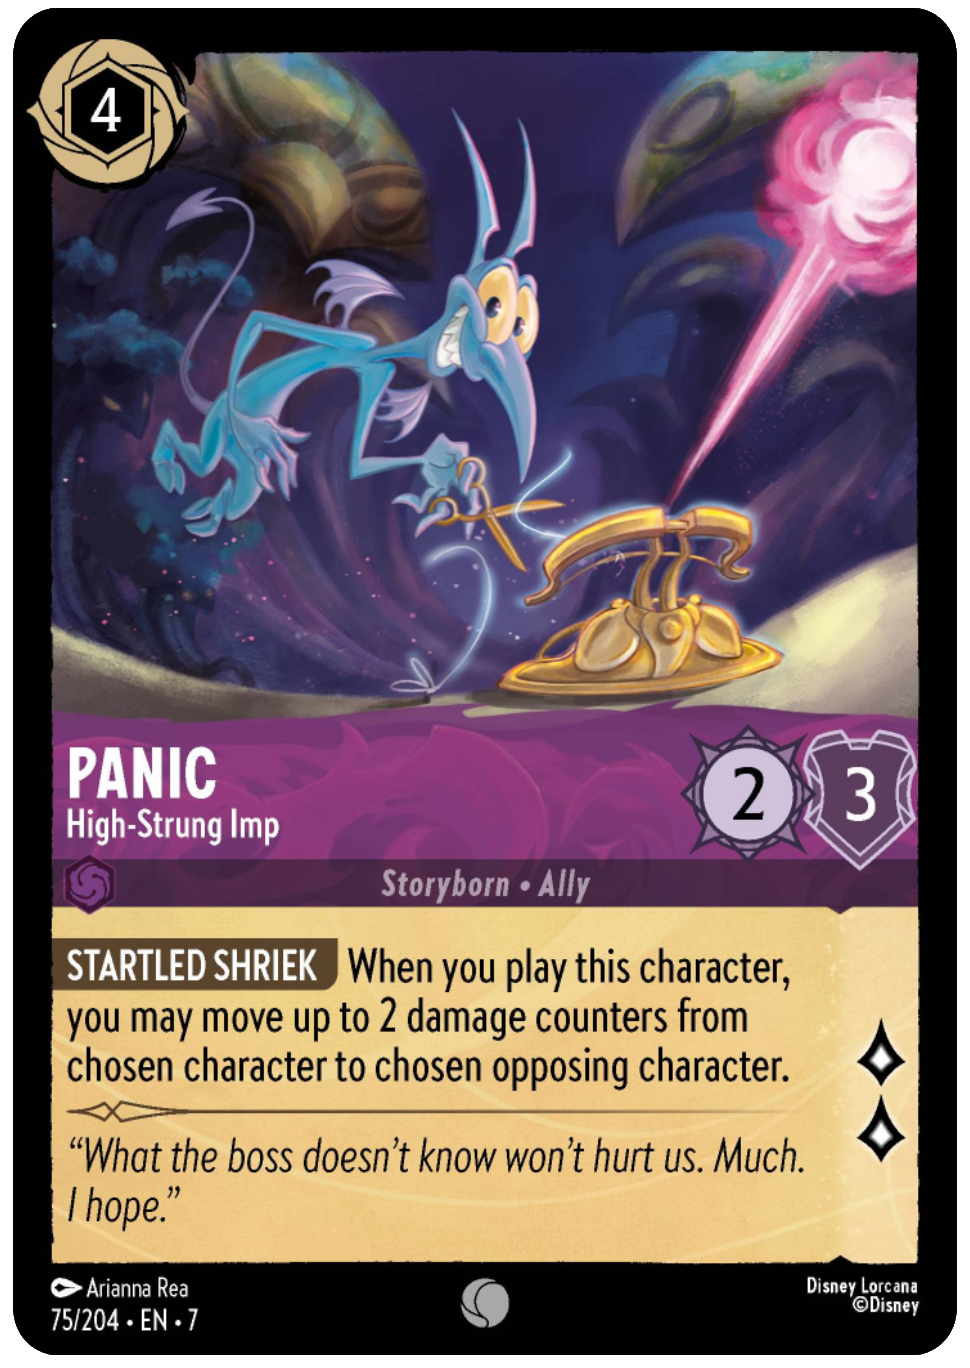 4
PANIC
High-Strung Imp
2
3
Storyborn • Ally
STARTLED SHRIEK When you play this character,
you may move up to 2 damage counters from
chosen character to chosen opposing character.
“What the boss doesn’t know won’t hurt us. Much.
I hope.”
Arianna Rea
75/204 • EN • 7
Disney Lorcana
©Disney